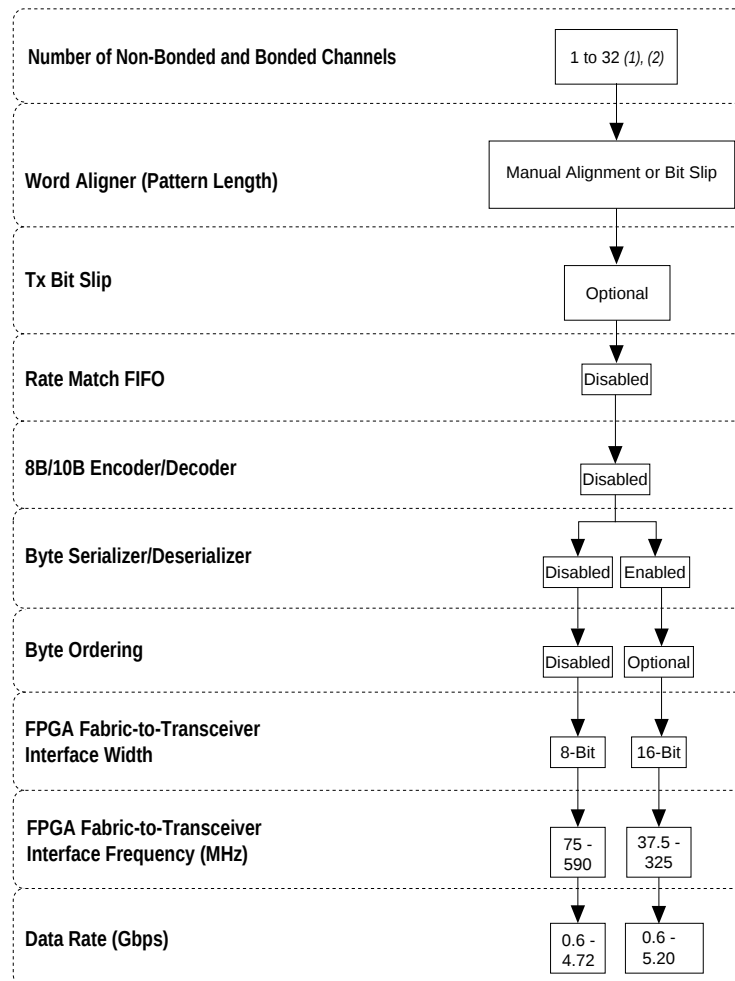 Number of Non-Bonded and Bonded Channels
1 to 32 (1), (2)
Word Aligner (Pattern Length)
Manual Alignment or Bit Slip
Tx Bit Slip
Optional
Rate Match FIFO
Disabled
8B/10B Encoder/Decoder
Disabled
Byte Serializer/Deserializer
Disabled
Enabled
Byte Ordering
Disabled
Optional
FPGA Fabric-to-Transceiver
Interface Width
8-Bit
16-Bit
FPGA Fabric-to-Transceiver
Interface Frequency (MHz)
75 -
590
37.5 -
325
Data Rate (Gbps)
0.6 -
4.72
0.6 -
5.20